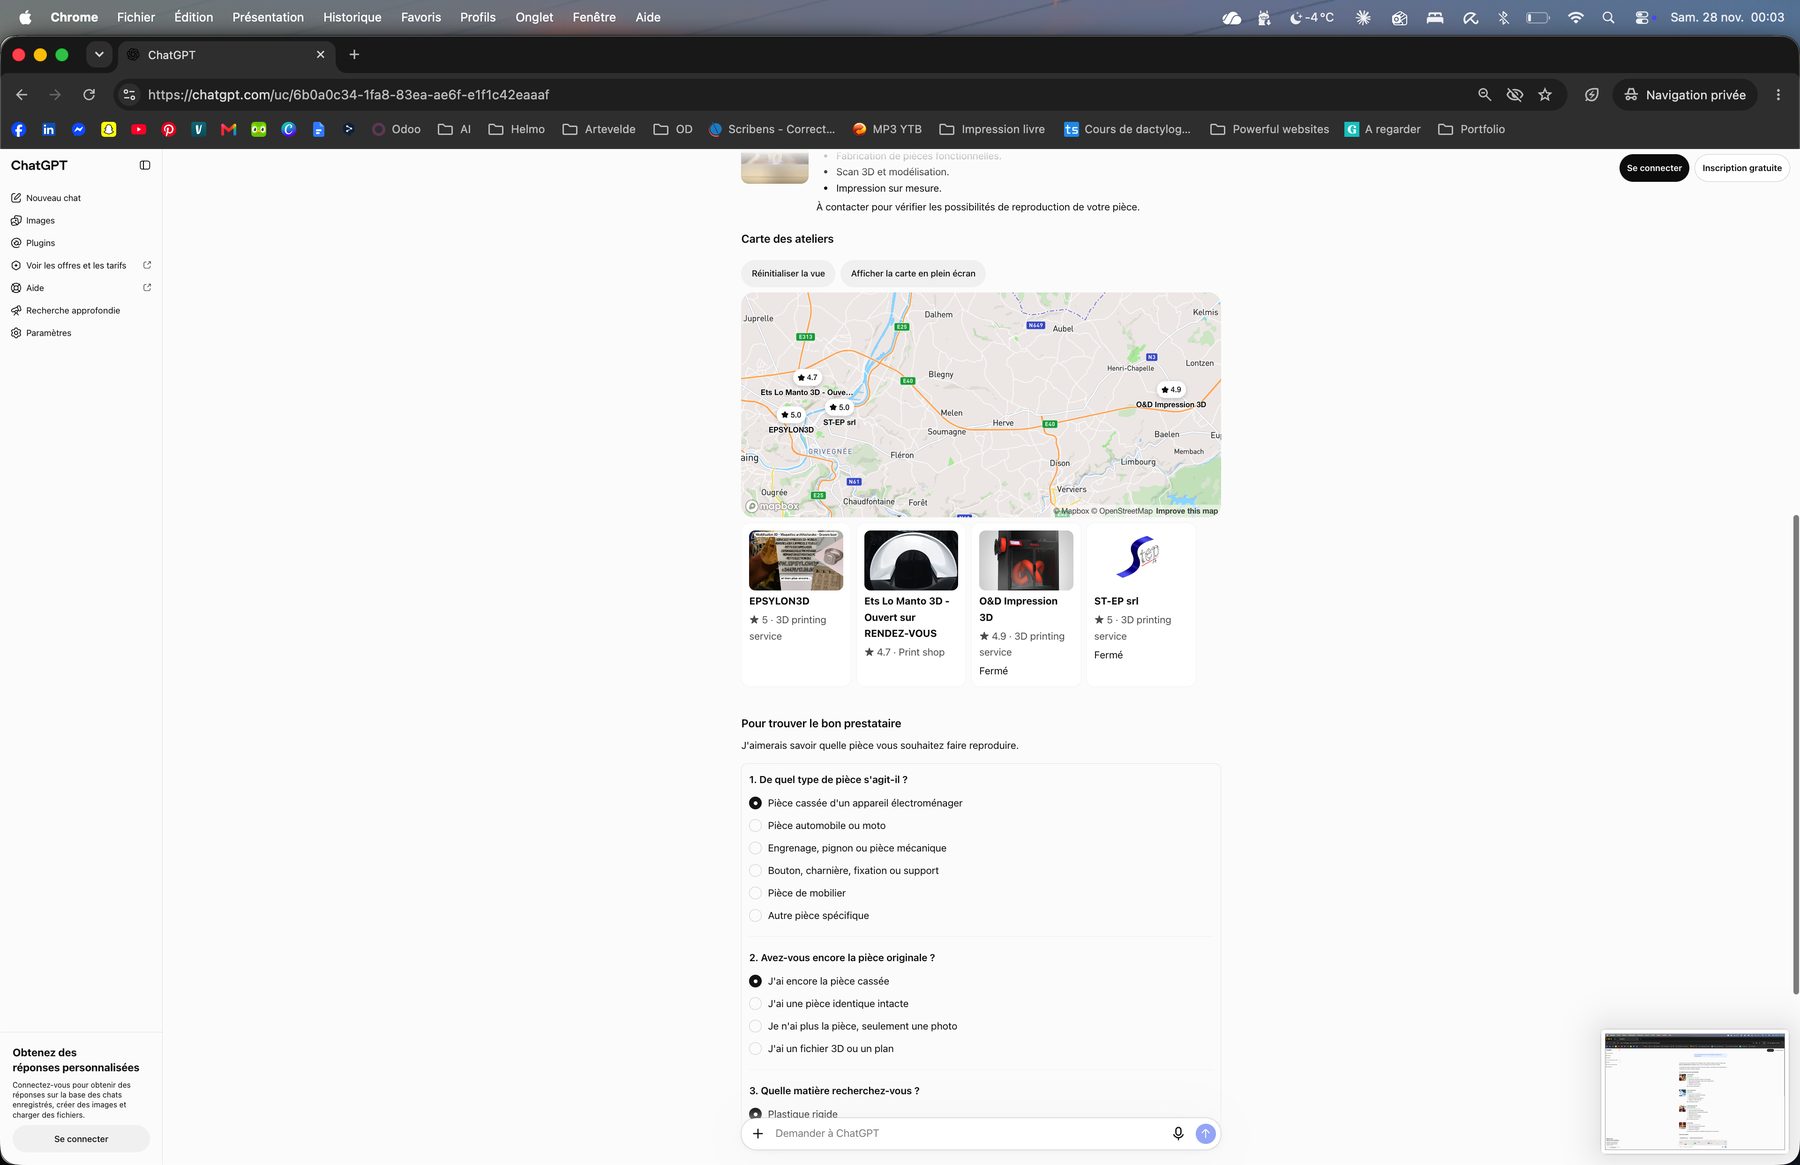 Chrome Fichier Édition Présentation Historique Favoris Profils Onglet Fenêtre Aide
-4°C Sam. 28 nov. 00:03
ChatGPT
https://chatgpt.com/uc/6b0a0c34-1fa8-83ea-ae6f-e1f1c42eaaaf
Navigation privée
Odoo AI Helmo Artevelde OD Scribens - Correct... MP3 YTB Impression livre Cours de dactylog... Powerful websites A regarder Portfolio
ChatGPT
Nouveau chat
Images
Plugins
Voir les offres et les tarifs
Aide
Recherche approfondie
Paramètres
Obtenez des
réponses personnalisées
Connectez-vous pour obtenir des
réponses sur la base des chats
enregistrés, créer des images et
charger des fichiers.
Se connecter
Se connecter
Inscription gratuite
• Fabrication de pièces fonctionnelles.
• Scan 3D et modélisation.
• Impression sur mesure.
À contacter pour vérifier les possibilités de reproduction de votre pièce.
Carte des ateliers
Réinitialiser la vue
Afficher la carte en plein écran
Juprelle
Dalhem
Kelmis
E25
N649
Aubel
E313
N3
Lontzen
Henri-Chapelle
Blegny
E40
★ 4.7
Ets Lo Manto 3D - Ouve...
★ 4.9
O&D Impression 3D
★ 5.0
ST-EP srl
★ 5.0
EPSYLON3D
Melen
Herve
E40
Soumagne
Baelen
Eu
GRIVEGNÉE
Fléron
aing
Membach
Dison
Limbourg
N61
Verviers
Ougrée
E25
Chaudfontaine
Forêt
mapbox
© Mapbox © OpenStreetMap Improve this map
EPSYLON3D
★ 5 · 3D printing
service
Ets Lo Manto 3D -
Ouvert sur
RENDEZ-VOUS
★ 4.7 · Print shop
O&D Impression
3D
★ 4.9 · 3D printing
service
Fermé
ST-EP srl
★ 5 · 3D printing
service
Fermé
Pour trouver le bon prestataire
J'aimerais savoir quelle pièce vous souhaitez faire reproduire.
1. De quel type de pièce s'agit-il ?
Pièce cassée d'un appareil électroménager
Pièce automobile ou moto
Engrenage, pignon ou pièce mécanique
Bouton, charnière, fixation ou support
Pièce de mobilier
Autre pièce spécifique
2. Avez-vous encore la pièce originale ?
J'ai encore la pièce cassée
J'ai une pièce identique intacte
Je n'ai plus la pièce, seulement une photo
J'ai un fichier 3D ou un plan
3. Quelle matière recherchez-vous ?
Plastique rigide
Demander à ChatGPT